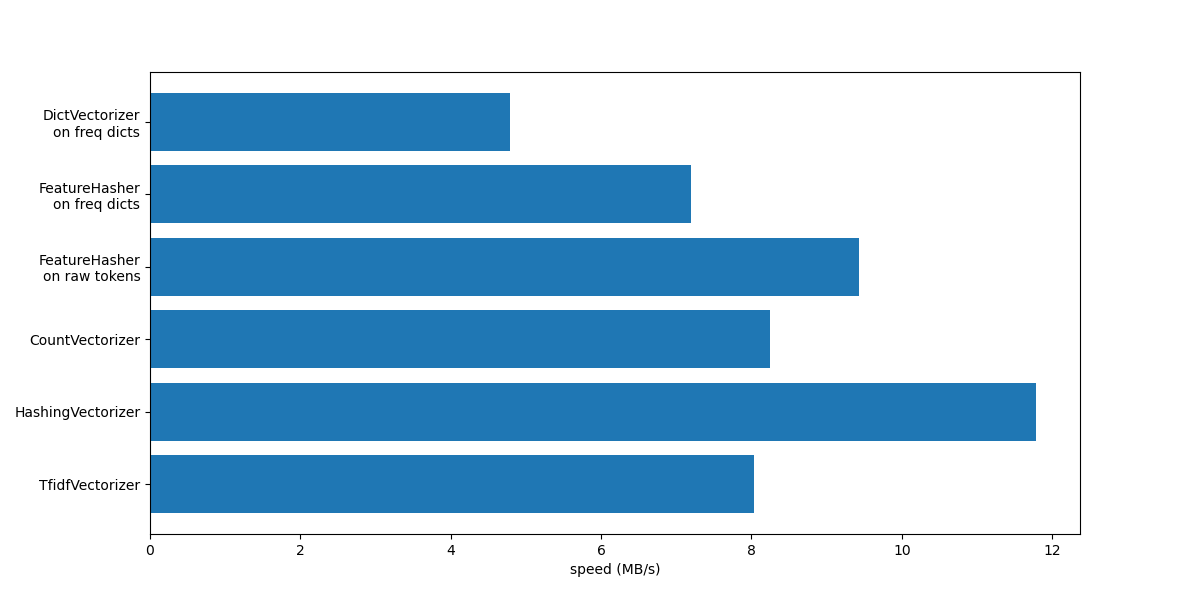 DictVectorizer
on freq dicts
FeatureHasher
on freq dicts
FeatureHasher
on raw tokens
CountVectorizer
HashingVectorizer
TfidfVectorizer
0 2 4 6 8 10 12
speed (MB/s)